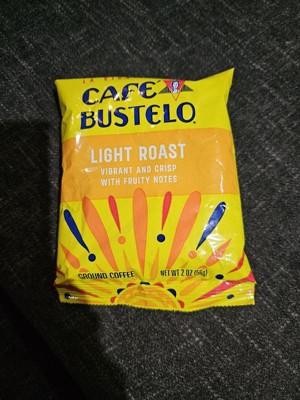 CAFÉ
BUSTELO
LIGHT ROAST
VIBRANT AND CRISP
WITH FRUITY NOTES
GROUND COFFEE NET WT 2 OZ (56g)